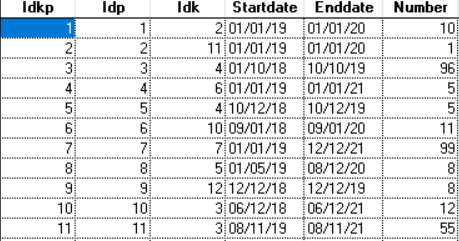 Idkp Idp Idk Startdate Enddate Number
1 1 2 01/01/19 01/01/20 10
2 2 11 01/01/19 01/01/20 1
3 3 4 01/10/18 10/10/19 96
4 4 6 01/01/19 01/01/21 5
5 5 4 10/12/18 10/12/19 5
6 6 10 09/01/18 09/01/20 11
7 7 7 01/01/19 12/12/21 99
8 8 5 01/05/19 08/12/20 8
9 9 12 12/12/18 12/12/19 8
10 10 3 06/12/18 06/12/21 12
11 11 3 08/11/19 08/11/21 55